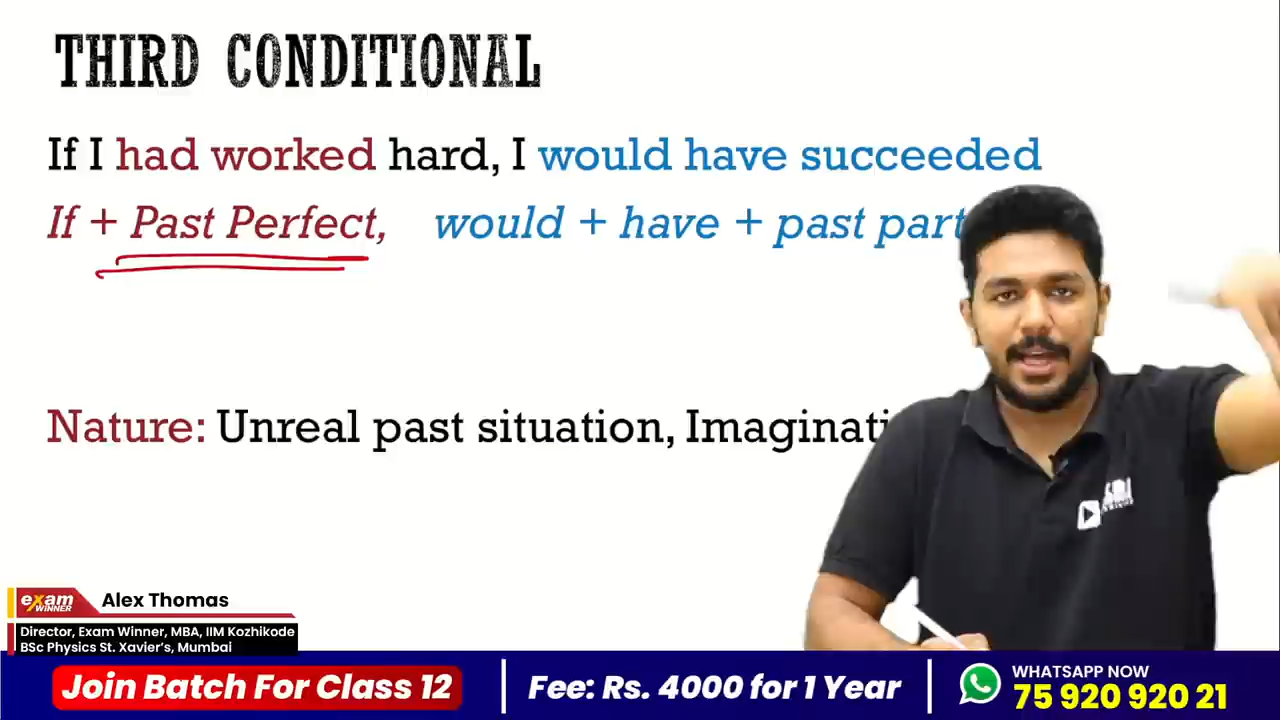 THIRD CONDITIONAL
If I had worked hard, I would have succeeded
If + Past Perfect, would + have + past
Nature: Unreal past situation,
exam
WINNER
Alex Thomas
Director, Exam Winner, MBA, IIM Kozhikode
BSc Physics St. Xavier's, Mumbai
Join Batch For Class 12
Fee: Rs. 4000 for 1 Year
WHATSAPP NOW
75 920 920 21